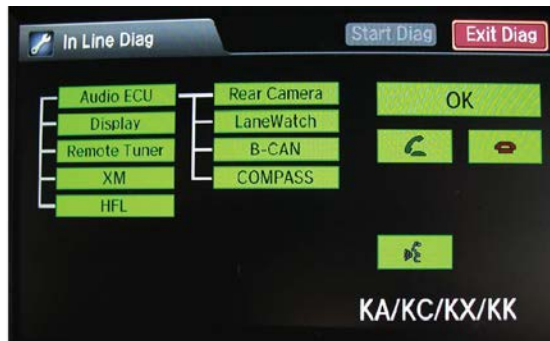 In Line Diag
Start Diag
Exit Diag
Audio ECU
Rear Camera
OK
Display
LaneWatch
Remote Tuner
B-CAN
XM
COMPASS
HFL
KA/KC/KX/KK